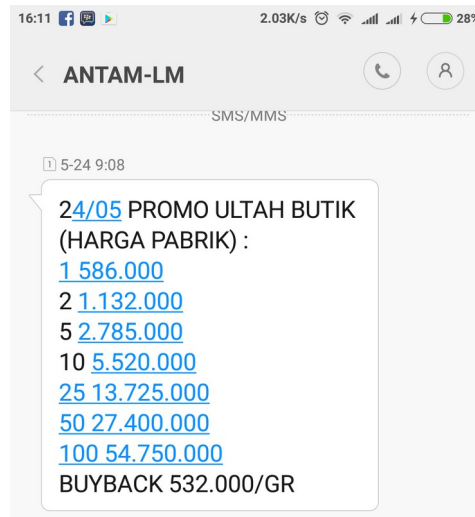 16:11 2.03K/s 28%
ANTAM-LM
SMS/MMS
1 5-24 9:08
24/05 PROMO ULTAH BUTIK
(HARGA PABRIK) :
1 586.000
2 1.132.000
5 2.785.000
10 5.520.000
25 13.725.000
50 27.400.000
100 54.750.000
BUYBACK 532.000/GR